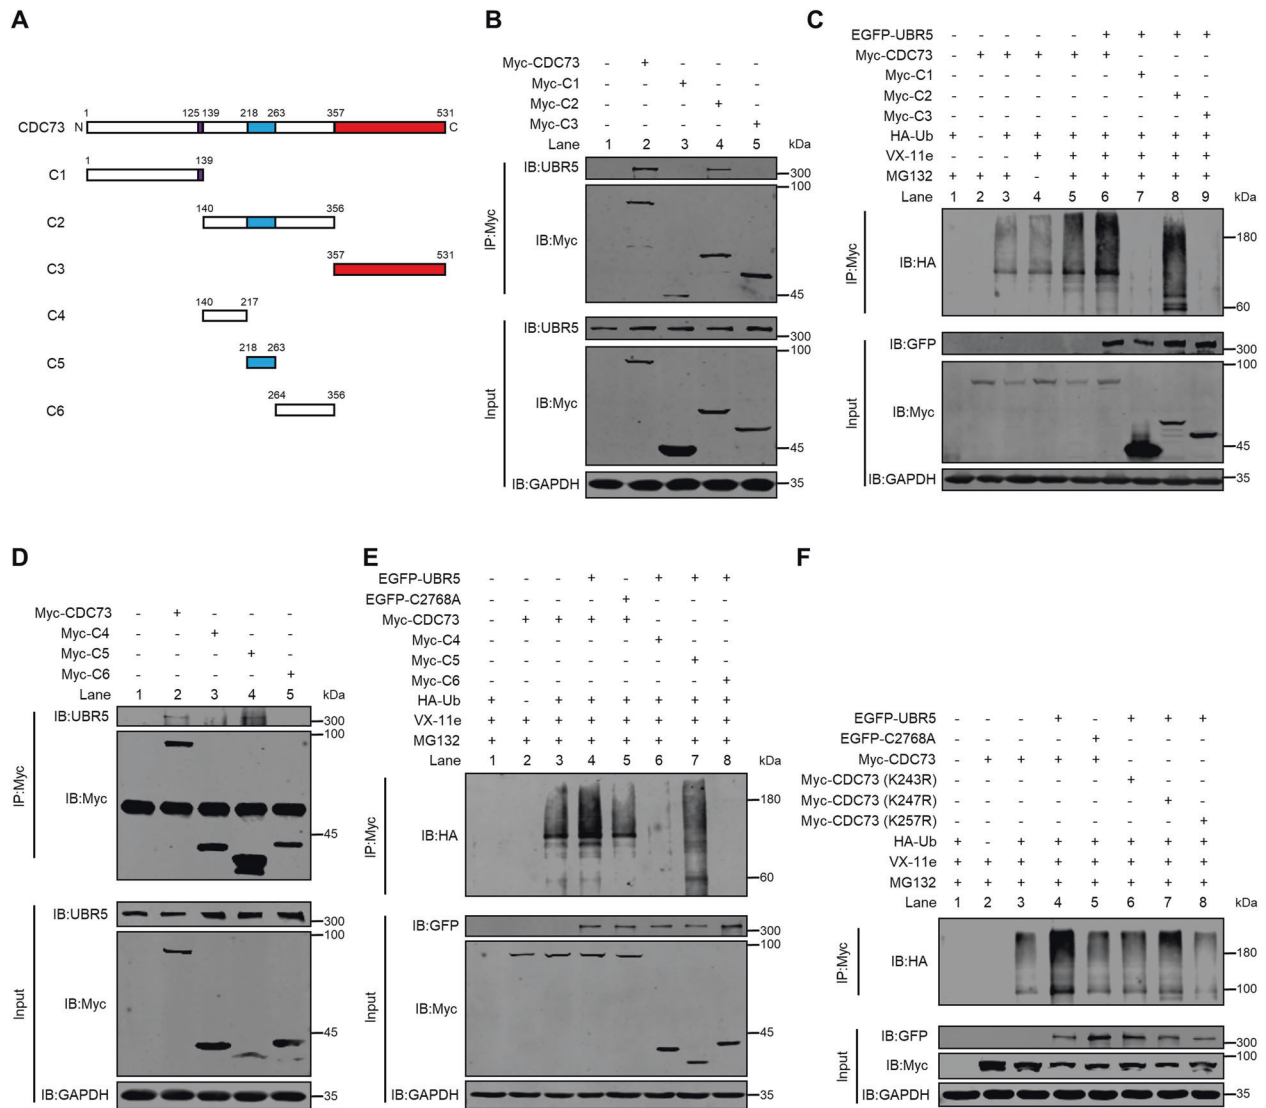 A
1 125 139 218 263 357 531
CDC73 N C
1 139
C1
140 356
C2
357 531
C3
140 217
C4
218 263
C5
264 356
C6
B
Myc-CDC73 - + - - -
Myc-C1 - - + - -
Myc-C2 - - - + -
Myc-C3 - - - - +
Lane 1 2 3 4 5 kDa
IP:Myc
IB:UBR5 300
100
IB:Myc
45
Input
IB:UBR5 300
100
IB:Myc
45
IB:GAPDH 35
C
EGFP-UBR5 - - - - - + + + +
Myc-CDC73 - + + + + + - - -
Myc-C1 - - - - - - + - -
Myc-C2 - - - - - - - + -
Myc-C3 - - - - - - - - +
HA-Ub + - + + + + + + +
VX-11e - - - + + + + + +
MG132 + + + - + + + + +
Lane 1 2 3 4 5 6 7 8 9 kDa
IP:Myc
180
IB:HA
60
Input
IB:GFP 300
100
IB:Myc
45
IB:GAPDH 35
D
Myc-CDC73 - + - - -
Myc-C4 - - + - -
Myc-C5 - - - + -
Myc-C6 - - - - +
Lane 1 2 3 4 5 kDa
IP:Myc
IB:UBR5 300
100
IB:Myc
45
Input
IB:UBR5 300
100
IB:Myc
45
IB:GAPDH 35
E
EGFP-UBR5 - - - + - + + +
EGFP-C2768A - - - - + - - -
Myc-CDC73 - + + + + - - -
Myc-C4 - - - - - + - -
Myc-C5 - - - - - - + -
Myc-C6 - - - - - - - +
HA-Ub + - + + + + + +
VX-11e + + + + + + + +
MG132 + + + + + + + +
Lane 1 2 3 4 5 6 7 8 kDa
IP:Myc
180
IB:HA
60
Input
IB:GFP 300
100
IB:Myc
45
IB:GAPDH 35
F
EGFP-UBR5 - - - + - + + +
EGFP-C2768A - - - - + - - -
Myc-CDC73 - + + + + - - -
Myc-CDC73 (K243R) - - - - - + - -
Myc-CDC73 (K247R) - - - - - - + -
Myc-CDC73 (K257R) - - - - - - - +
HA-Ub + - + + + + + +
VX-11e + + + + + + + +
MG132 + + + + + + + +
Lane 1 2 3 4 5 6 7 8 kDa
IP:Myc
180
IB:HA
100
Input
IB:GFP 300
100
IB:Myc
IB:GAPDH 35